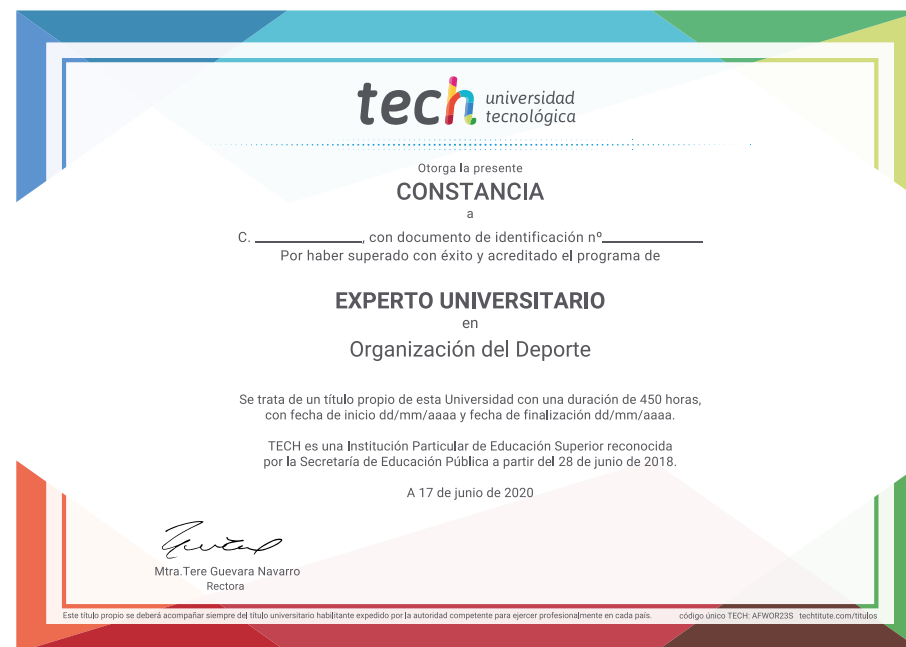 tech universidad
tecnológica
Otorga la presente
CONSTANCIA
a
C. ______________, con documento de identificación nº_____________
Por haber superado con éxito y acreditado el programa de
EXPERTO UNIVERSITARIO
en
Organización del Deporte
Se trata de un título propio de esta Universidad con una duración de 450 horas,
con fecha de inicio dd/mm/aaaa y fecha de finalización dd/mm/aaaa.
TECH es una Institución Particular de Educación Superior reconocida
por la Secretaría de Educación Pública a partir del 28 de junio de 2018.
A 17 de junio de 2020
Mtra.Tere Guevara Navarro
Rectora
Este título propio se deberá acompañar siempre del título universitario habilitante expedido por la autoridad competente para ejercer profesionalmente en cada país. código único TECH: AFWOR23S techtitute.com/títulos